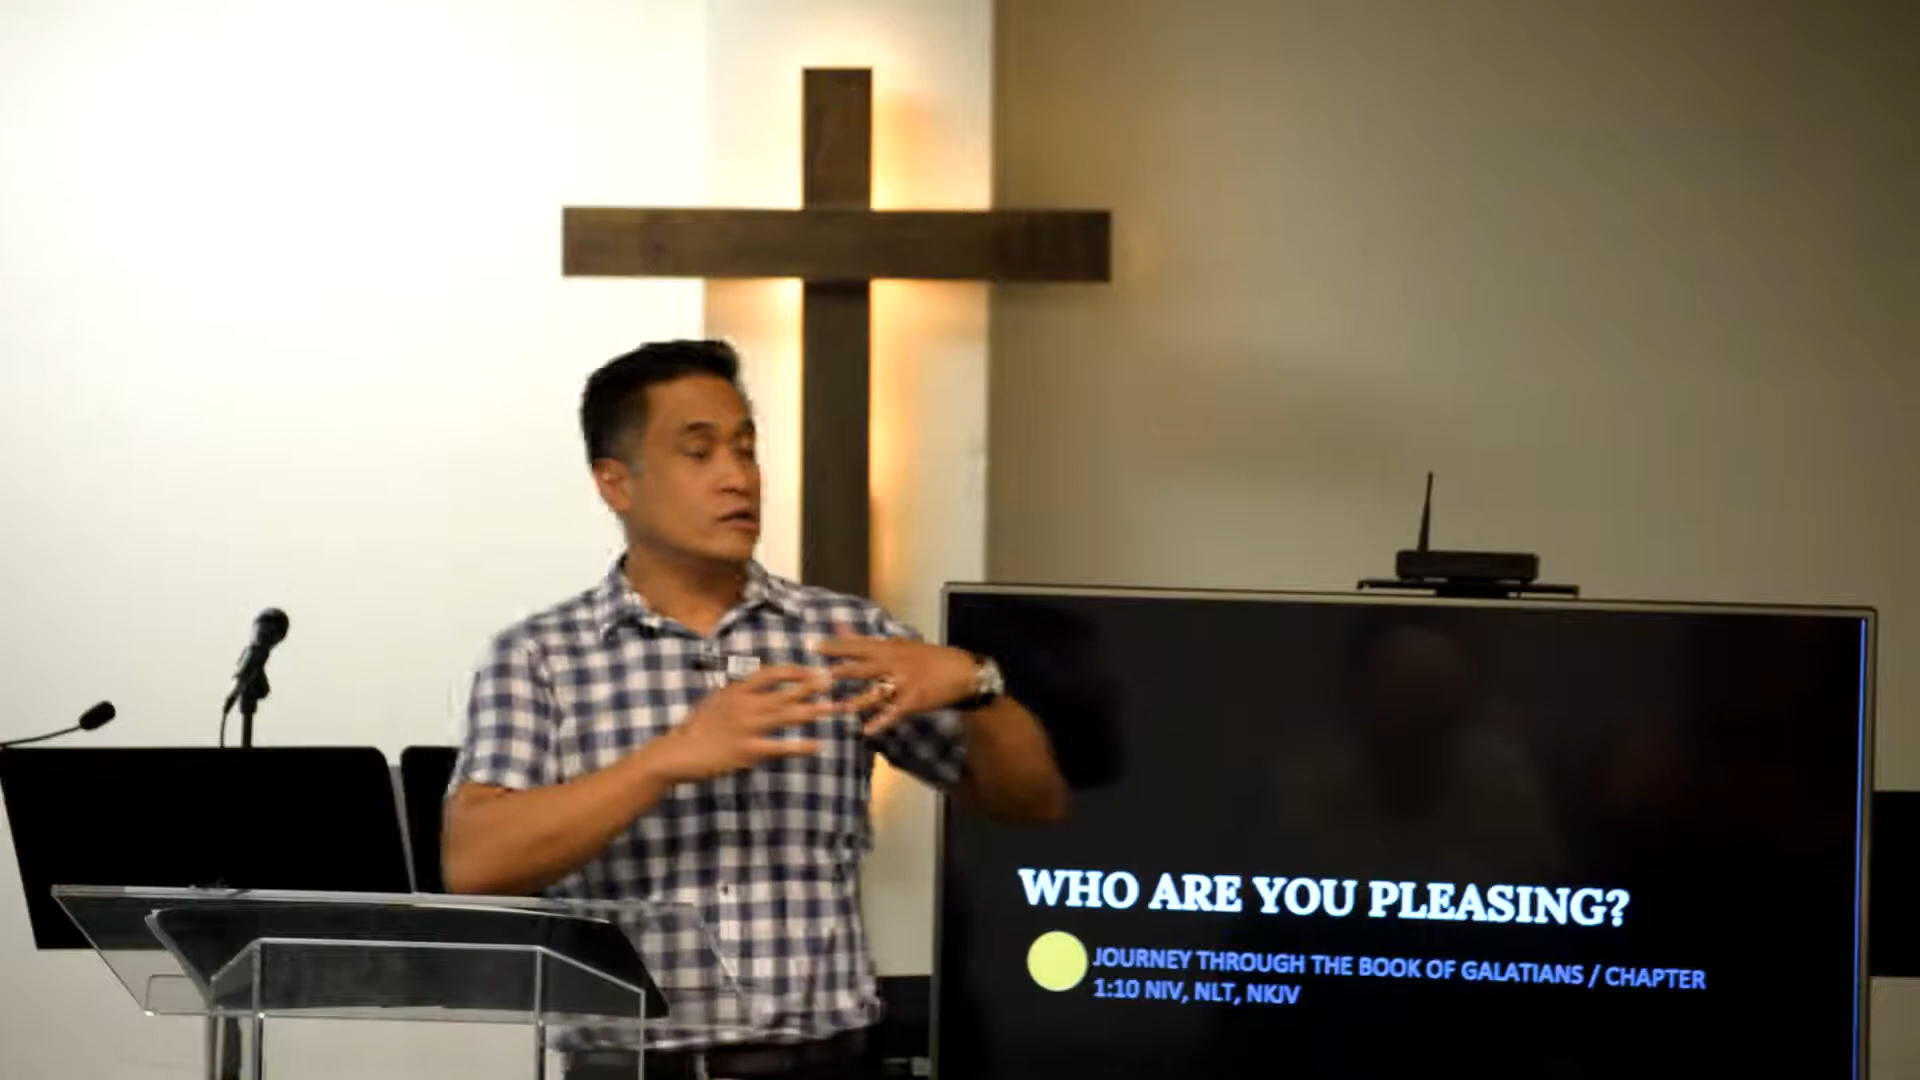 WHO ARE YOU PLEASING?
JOURNEY THROUGH THE BOOK OF GALATIANS / CHAPTER
1:10 NIV, NLT, NKJV